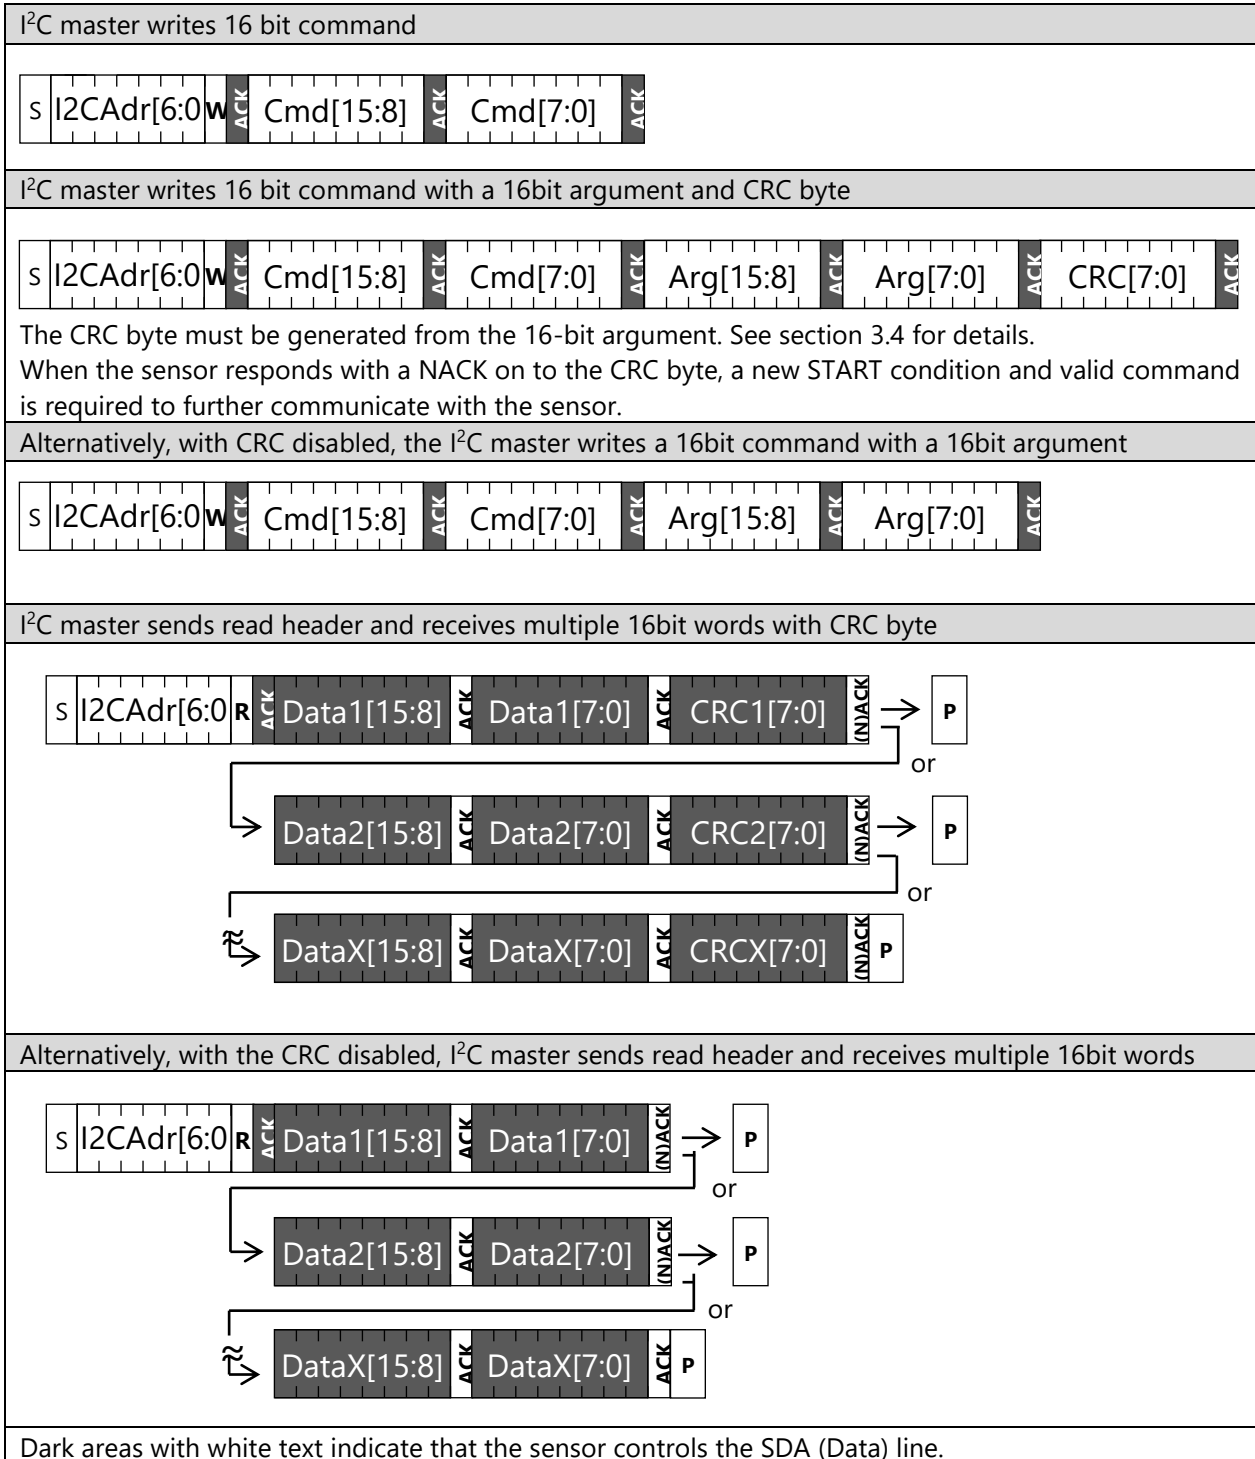 I²C master writes 16 bit command
S I2CAdr[6:0 W ACK Cmd[15:8] ACK Cmd[7:0] ACK
I²C master writes 16 bit command with a 16bit argument and CRC byte
S I2CAdr[6:0 W ACK Cmd[15:8] ACK Cmd[7:0] ACK Arg[15:8] ACK Arg[7:0] ACK CRC[7:0] ACK
The CRC byte must be generated from the 16-bit argument. See section 3.4 for details.
When the sensor responds with a NACK on to the CRC byte, a new START condition and valid command
is required to further communicate with the sensor.
Alternatively, with CRC disabled, the I²C master writes a 16bit command with a 16bit argument
S I2CAdr[6:0 W ACK Cmd[15:8] ACK Cmd[7:0] ACK Arg[15:8] ACK Arg[7:0] ACK
I²C master sends read header and receives multiple 16bit words with CRC byte
S I2CAdr[6:0 R ACK Data1[15:8] ACK Data1[7:0] ACK CRC1[7:0] (N)ACK P
or
Data2[15:8] ACK Data2[7:0] ACK CRC2[7:0] (N)ACK P
or
≈ DataX[15:8] ACK DataX[7:0] ACK CRCX[7:0] (N)ACK P
Alternatively, with the CRC disabled, I²C master sends read header and receives multiple 16bit words
S I2CAdr[6:0 R ACK Data1[15:8] ACK Data1[7:0] (N)ACK P
or
Data2[15:8] ACK Data2[7:0] (N)ACK P
or
≈ DataX[15:8] ACK DataX[7:0] ACK P
Dark areas with white text indicate that the sensor controls the SDA (Data) line.